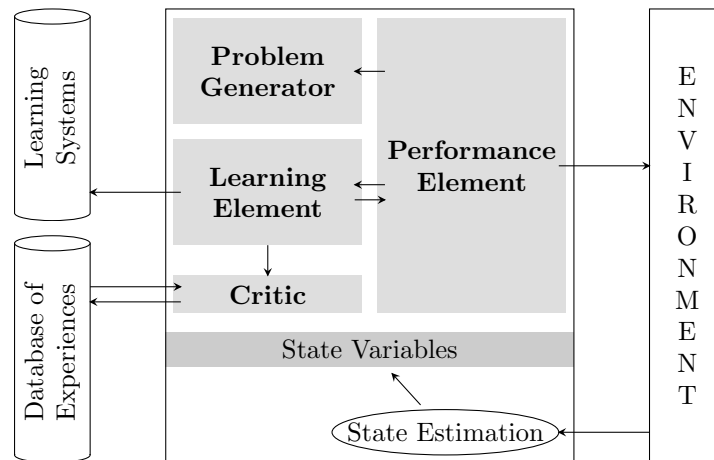 Learning
Systems
Database of
Experiences
Problem
Generator
Learning
Element
Critic
Performance
Element
State Variables
State Estimation
E
N
V
I
R
O
N
M
E
N
T